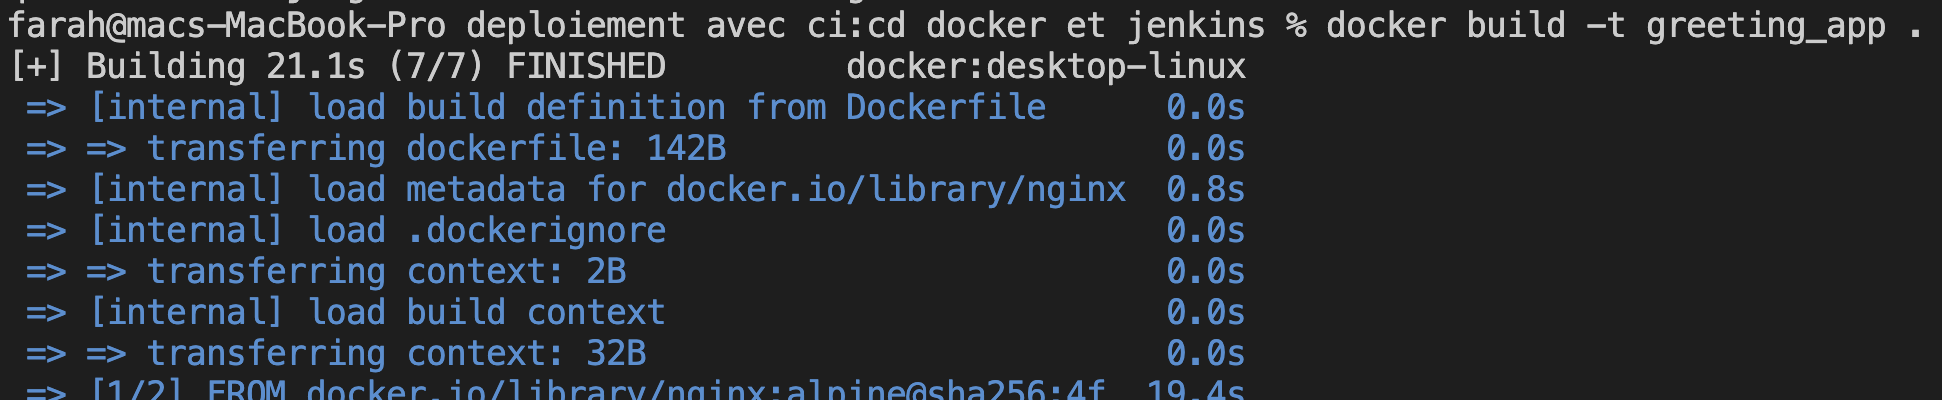 farah@macs-MacBook-Pro deploiement avec ci:cd docker et jenkins % docker build -t greeting_app .
[+] Building 21.1s (7/7) FINISHED docker:desktop-linux
=> [internal] load build definition from Dockerfile 0.0s
=> => transferring dockerfile: 142B 0.0s
=> [internal] load metadata for docker.io/library/nginx 0.8s
=> [internal] load .dockerignore 0.0s
=> => transferring context: 2B 0.0s
=> [internal] load build context 0.0s
=> => transferring context: 32B 0.0s
=> [1/2] FROM docker.io/library/nginx:alpine@sha256:4f 19.4s